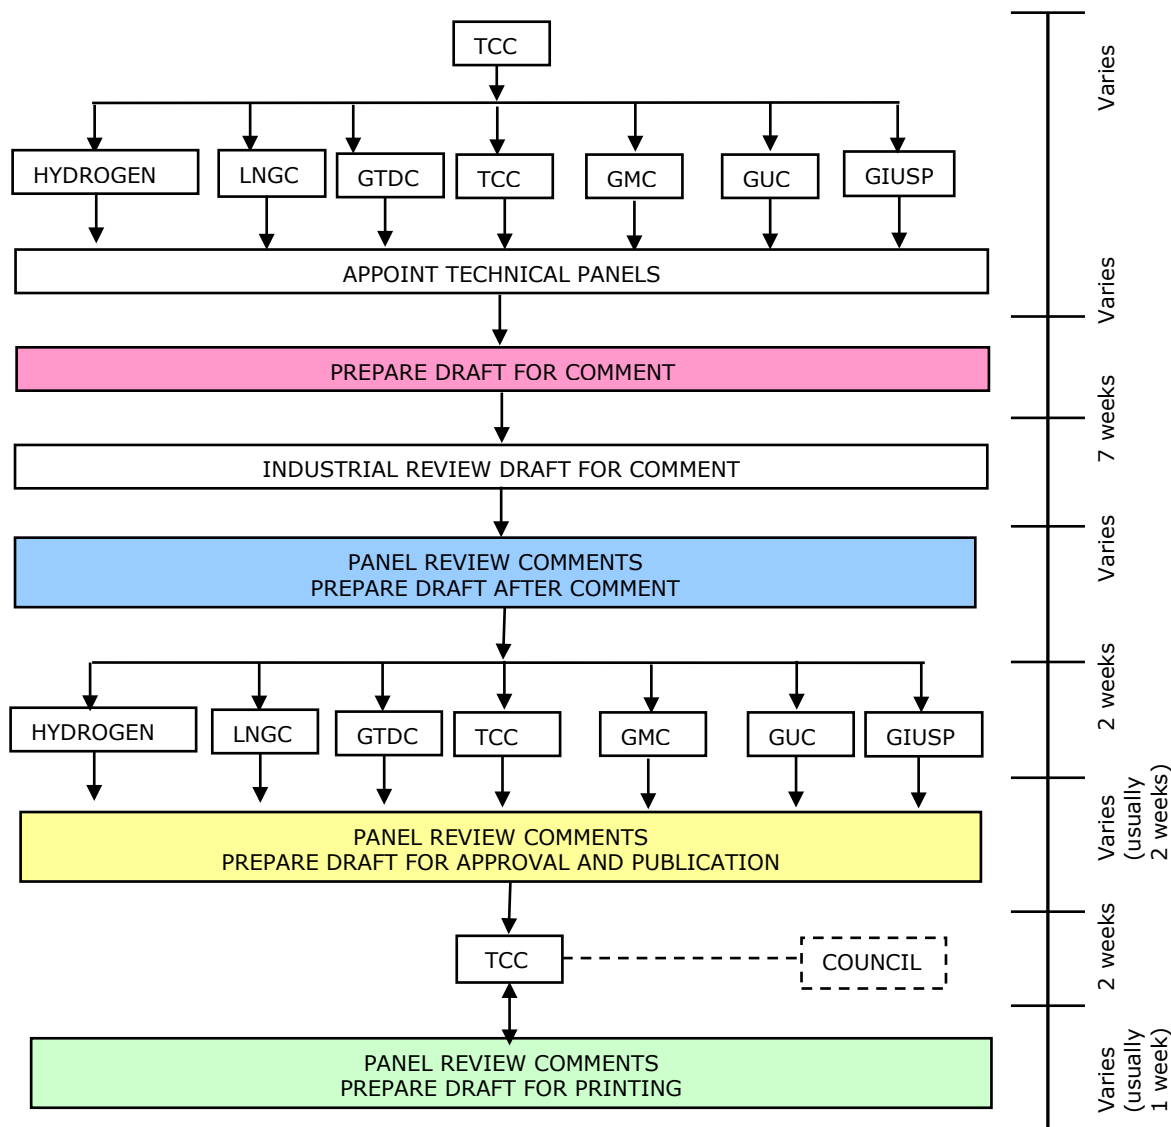 TCC
HYDROGEN
LNGC
GTDC
TCC
GMC
GUC
GIUSP
APPOINT TECHNICAL PANELS
PREPARE DRAFT FOR COMMENT
INDUSTRIAL REVIEW DRAFT FOR COMMENT
PANEL REVIEW COMMENTS
PREPARE DRAFT AFTER COMMENT
HYDROGEN
LNGC
GTDC
TCC
GMC
GUC
GIUSP
PANEL REVIEW COMMENTS
PREPARE DRAFT FOR APPROVAL AND PUBLICATION
TCC
COUNCIL
PANEL REVIEW COMMENTS
PREPARE DRAFT FOR PRINTING
Varies
Varies
7 weeks
Varies
2 weeks
Varies
(usually
2 weeks)
2 weeks
Varies
(usually
1 week)